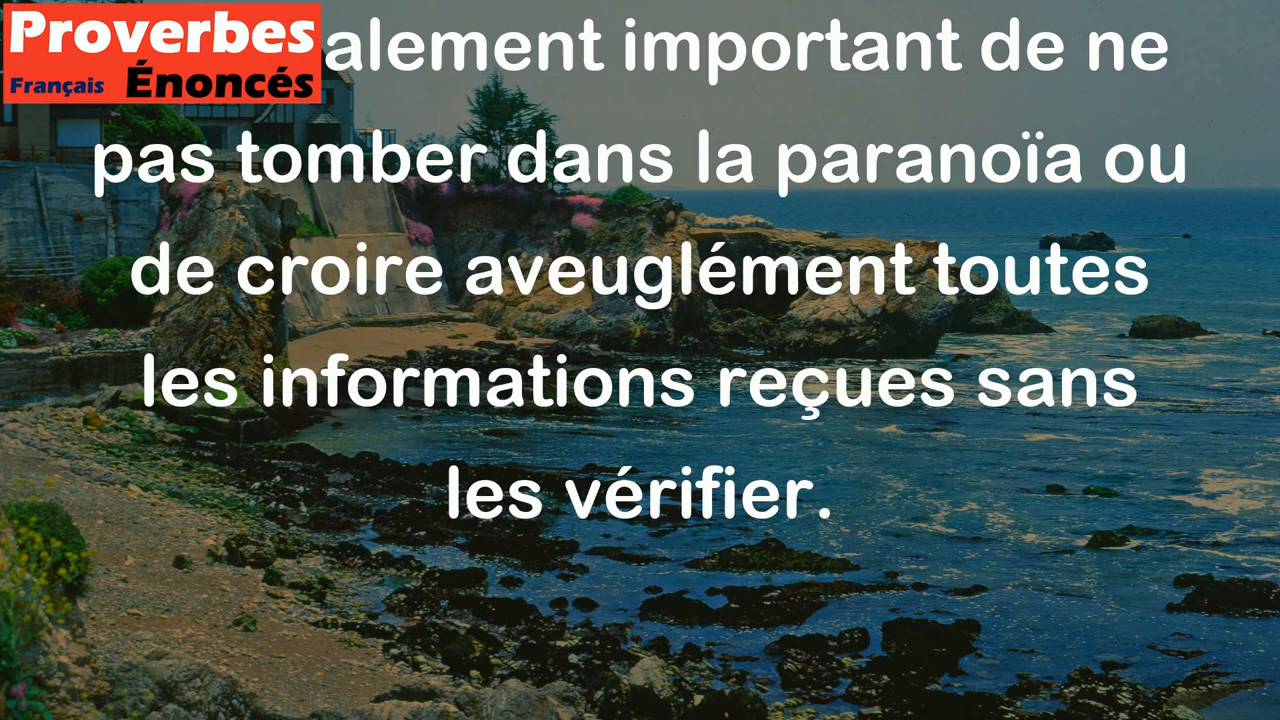 Proverbes
Français Énoncés
alement important de ne
pas tomber dans la paranoïa ou
de croire aveuglément toutes
les informations reçues sans
les vérifier.